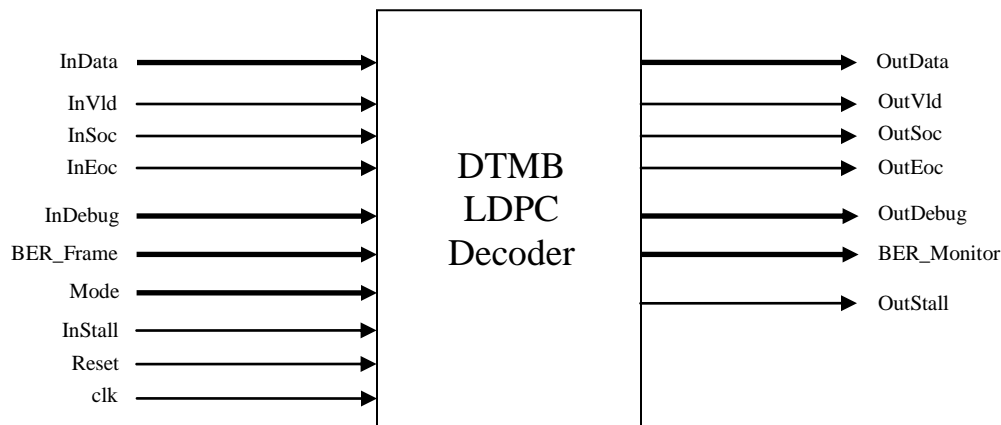 InData
InVld
InSoc
InEoc
InDebug
BER_Frame
Mode
InStall
Reset
clk
DTMB
LDPC
Decoder
OutData
OutVld
OutSoc
OutEoc
OutDebug
BER_Monitor
OutStall